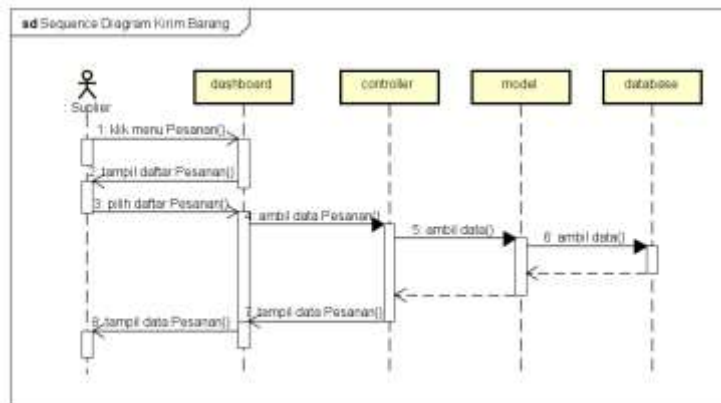 sd Sequence Diagram Kirim Barang
dashboard
controller
model
database
: Suplier
1: klik menu Pesanan()
2: tampil daftar Pesanan()
3: pilih daftar Pesanan()
4: ambil data Pesanan()
5: ambil data()
6: ambil data()
7: tampil data Pesanan()
8: tampil data Pesanan()